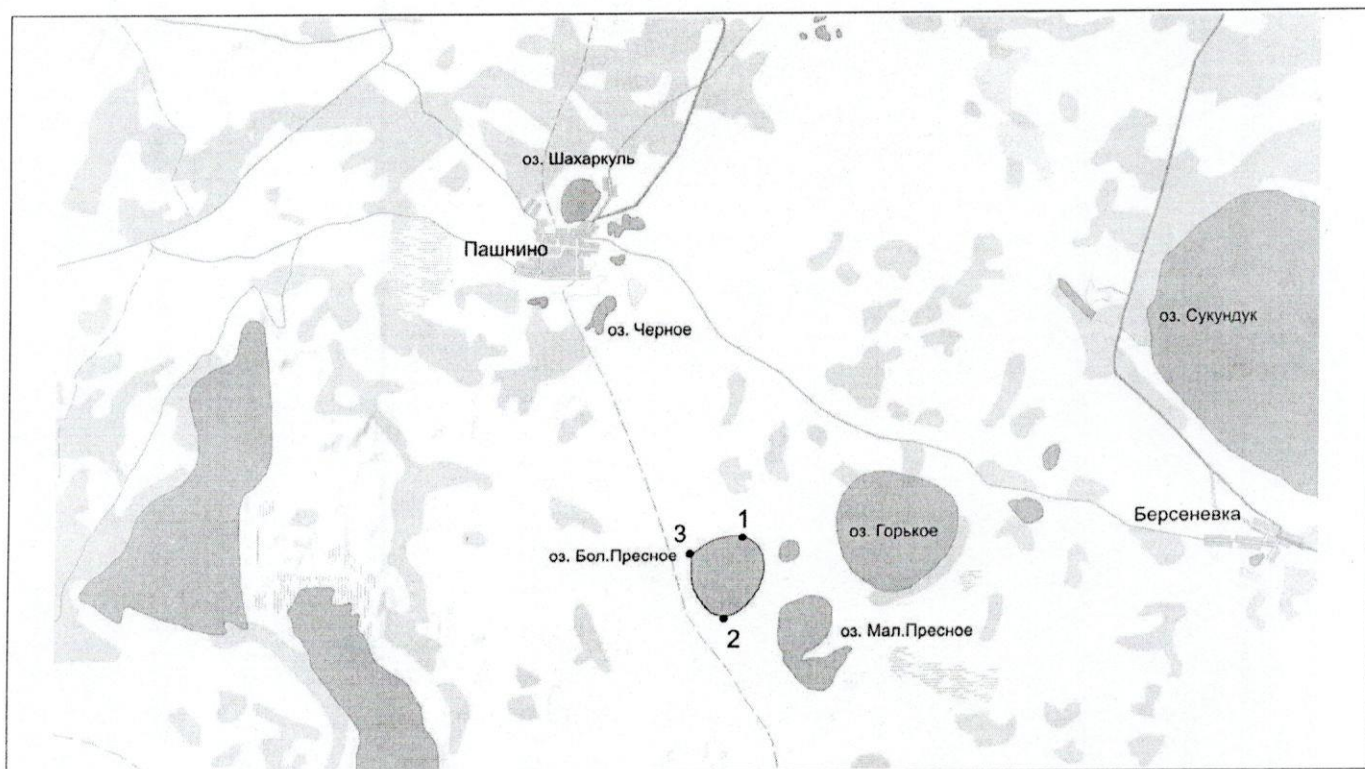 оз. Шахаркуль
Пашнино
оз. Черное
оз. Сукундук
Берсеневка
оз. Горькое
1
3
оз. Бол.Пресное
2
оз. Мал.Пресное